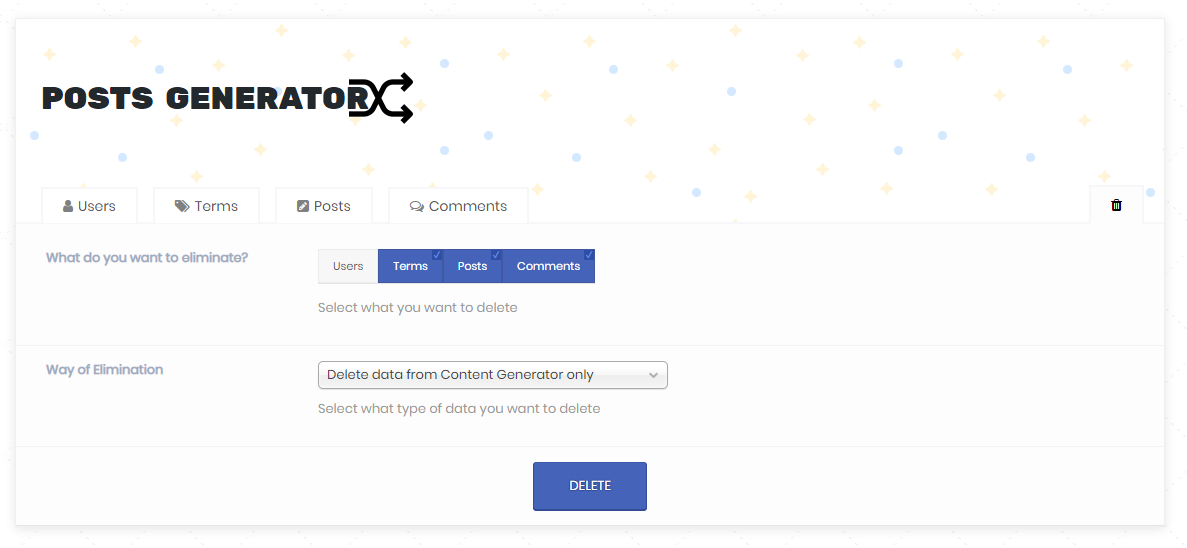 POSTS GENERATOR
Users Terms Posts Comments
What do you want to eliminate?
Users Terms Posts Comments
Select what you want to delete
Way of Elimination
Delete data from Content Generator only
Select what type of data you want to delete
DELETE